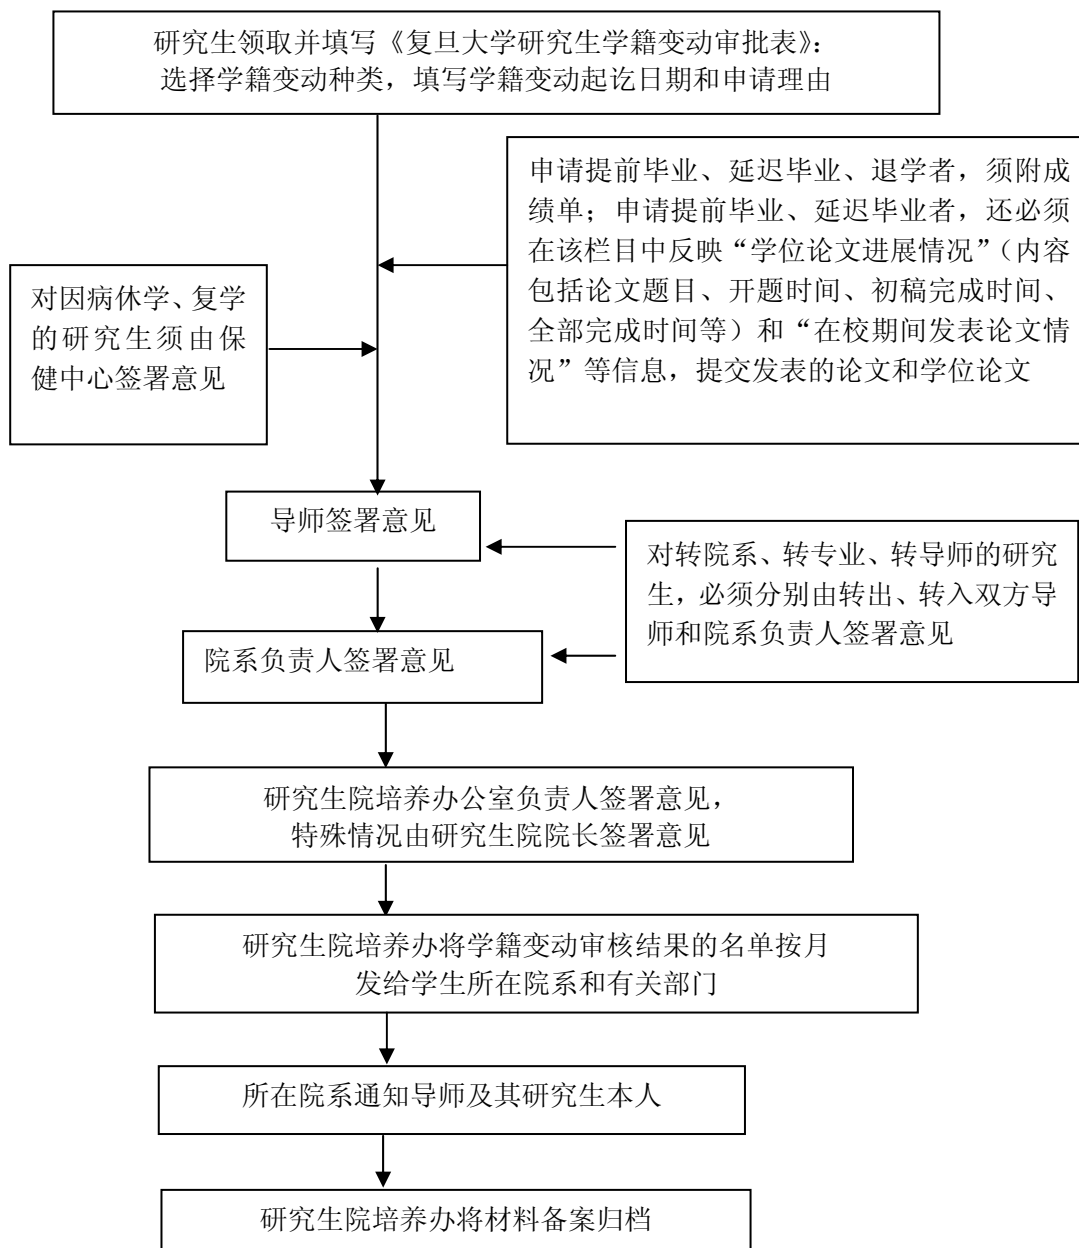 研究生领取并填写《复旦大学研究生学籍变动审批表》：
选择学籍变动种类，填写学籍变动起讫日期和申请理由
申请提前毕业、延迟毕业、退学者，须附成
绩单；申请提前毕业、延迟毕业者，还必须
在该栏目中反映“学位论文进展情况”（内容
包括论文题目、开题时间、初稿完成时间、
全部完成时间等）和“在校期间发表论文情
况”等信息，提交发表的论文和学位论文
对因病休学、复学
的研究生须由保
健中心签署意见
导师签署意见
对转院系、转专业、转导师的研究
生，必须分别由转出、转入双方导
师和院系负责人签署意见
院系负责人签署意见
研究生院培养办公室负责人签署意见，
特殊情况由研究生院院长签署意见
研究生院培养办将学籍变动审核结果的名单按月
发给学生所在院系和有关部门
所在院系通知导师及其研究生本人
研究生院培养办将材料备案归档